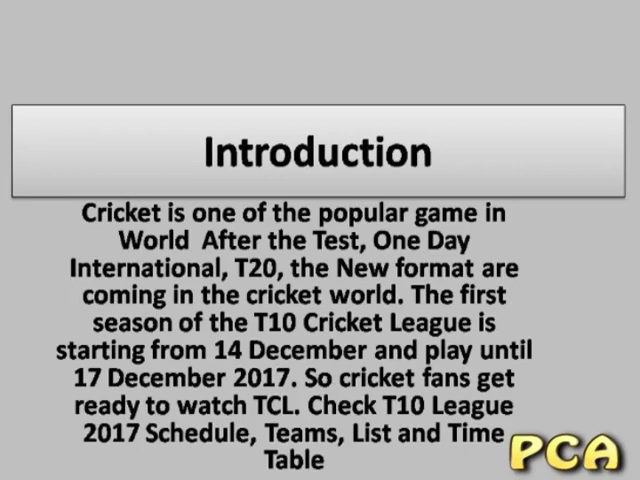 Introduction
Cricket is one of the popular game in
World After the Test, One Day
International, T20, the New format are
coming in the cricket world. The first
season of the T10 Cricket League is
starting from 14 December and play until
17 December 2017. So cricket fans get
ready to watch TCL. Check T10 League
2017 Schedule, Teams, List and Time
Table
PCA